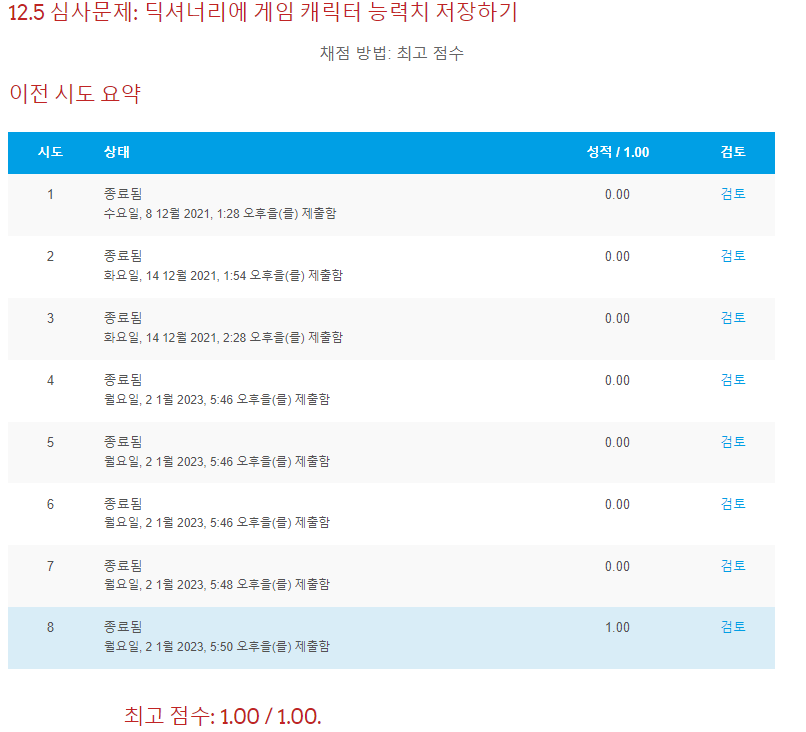 12.5 심사문제: 딕셔너리에 게임 캐릭터 능력치 저장하기
채점 방법: 최고 점수
이전 시도 요약
시도 상태 성적 / 1.00 검토
1 종료됨 0.00 검토
수요일, 8 12월 2021, 1:28 오후을(를) 제출함
2 종료됨 0.00 검토
화요일, 14 12월 2021, 1:54 오후을(를) 제출함
3 종료됨 0.00 검토
화요일, 14 12월 2021, 2:28 오후을(를) 제출함
4 종료됨 0.00 검토
월요일, 2 1월 2023, 5:46 오후을(를) 제출함
5 종료됨 0.00 검토
월요일, 2 1월 2023, 5:46 오후을(를) 제출함
6 종료됨 0.00 검토
월요일, 2 1월 2023, 5:46 오후을(를) 제출함
7 종료됨 0.00 검토
월요일, 2 1월 2023, 5:48 오후을(를) 제출함
8 종료됨 1.00 검토
월요일, 2 1월 2023, 5:50 오후을(를) 제출함
최고 점수: 1.00 / 1.00.